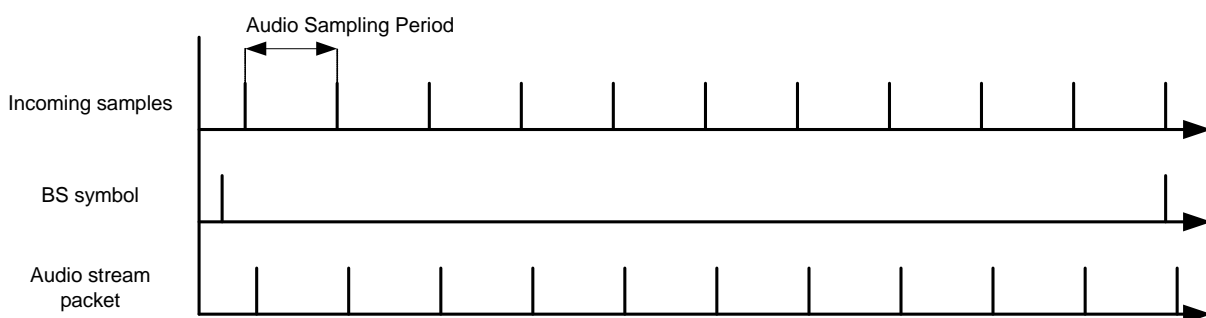 Audio Sampling Period
Incoming samples
BS symbol
Audio stream
packet